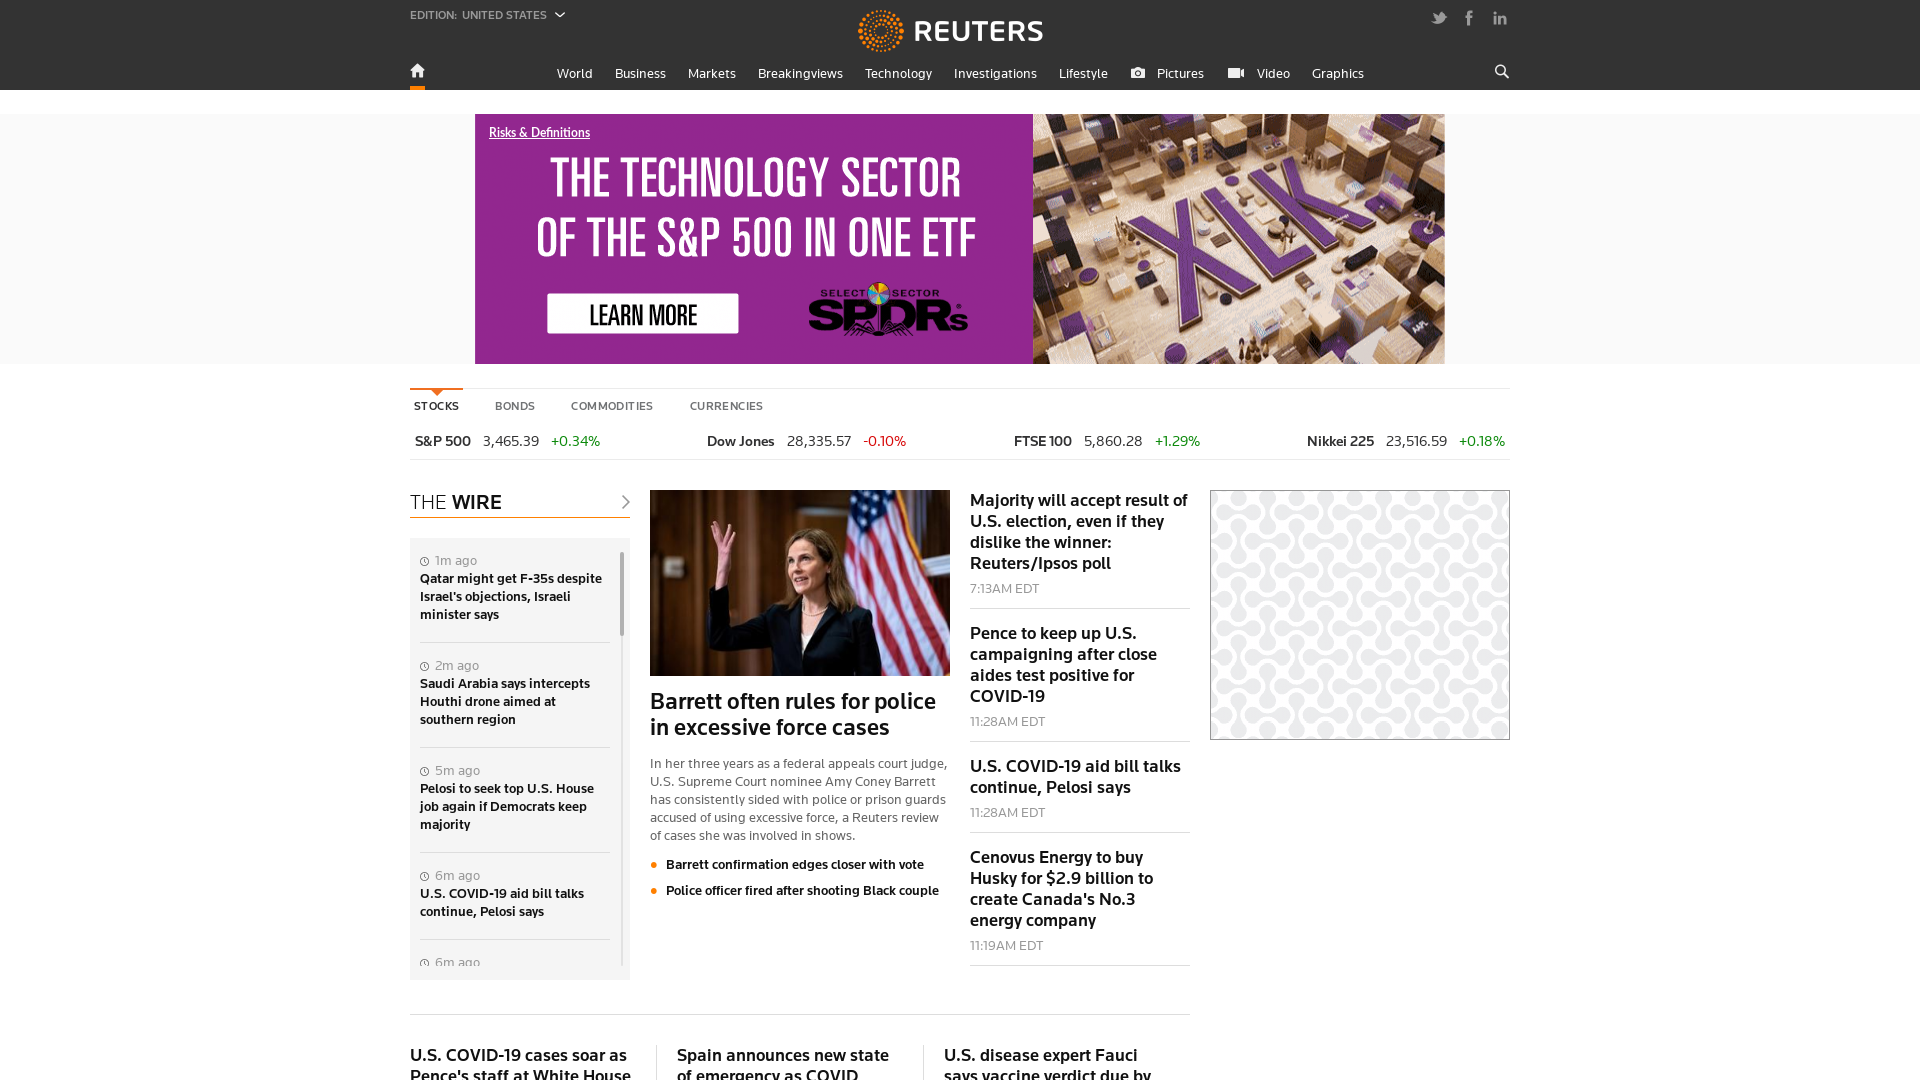 EDITION: UNITED STATES
REUTERS
World Business Markets Breakingviews Technology Investigations Lifestyle Pictures Video Graphics
Risks & Definitions
THE TECHNOLOGY SECTOR
OF THE S&P 500 IN ONE ETF
LEARN MORE
SELECT SECTOR
SPDRs
XLK
AAPL
STOCKS BONDS COMMODITIES CURRENCIES
S&P 500 3,465.39 +0.34% Dow Jones 28,335.57 -0.10% FTSE 100 5,860.28 +1.29% Nikkei 225 23,516.59 +0.18%
THE WIRE
1m ago
Qatar might get F-35s despite
Israel's objections, Israeli
minister says
2m ago
Saudi Arabia says intercepts
Houthi drone aimed at
southern region
5m ago
Pelosi to seek top U.S. House
job again if Democrats keep
majority
6m ago
U.S. COVID-19 aid bill talks
continue, Pelosi says
6m ago
Barrett often rules for police
in excessive force cases
In her three years as a federal appeals court judge,
U.S. Supreme Court nominee Amy Coney Barrett
has consistently sided with police or prison guards
accused of using excessive force, a Reuters review
of cases she was involved in shows.
Barrett confirmation edges closer with vote
Police officer fired after shooting Black couple
Majority will accept result of
U.S. election, even if they
dislike the winner:
Reuters/Ipsos poll
7:13AM EDT
Pence to keep up U.S.
campaigning after close
aides test positive for
COVID-19
11:28AM EDT
U.S. COVID-19 aid bill talks
continue, Pelosi says
11:28AM EDT
Cenovus Energy to buy
Husky for $2.9 billion to
create Canada's No.3
energy company
11:19AM EDT
U.S. COVID-19 cases soar as
Pence's staff at White House
Spain announces new state
of emergency as COVID
U.S. disease expert Fauci
says vaccine verdict due by